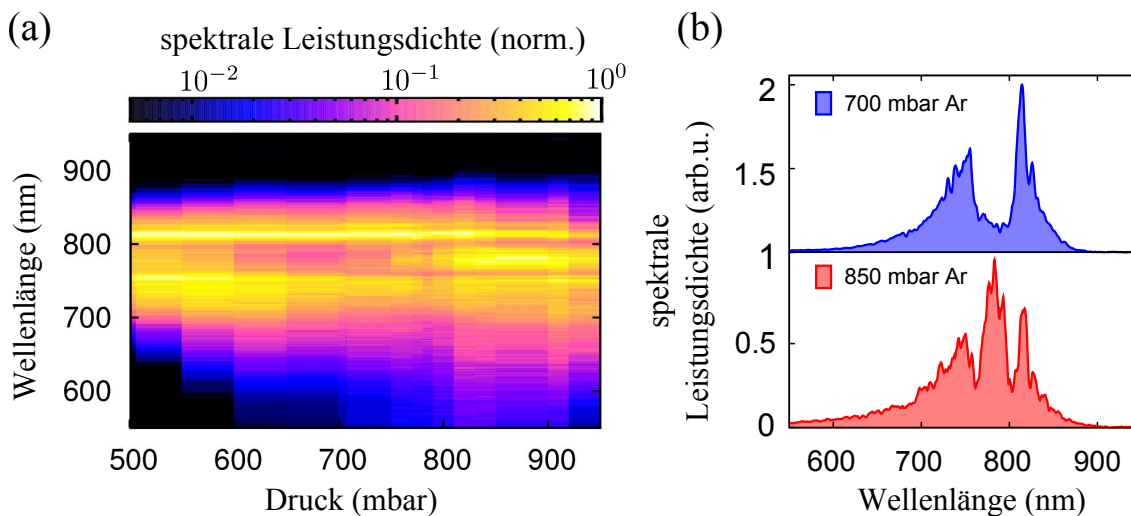 (a)
spektrale Leistungsdichte (norm.)
10⁻² 10⁻¹ 10⁰
Wellenlänge (nm)
900
800
700
600
500 600 700 800 900
Druck (mbar)
(b)
spektrale
Leistungsdichte (arb.u.)
2
1.5
1
0.5
0
700 mbar Ar
850 mbar Ar
600 700 800 900
Wellenlänge (nm)